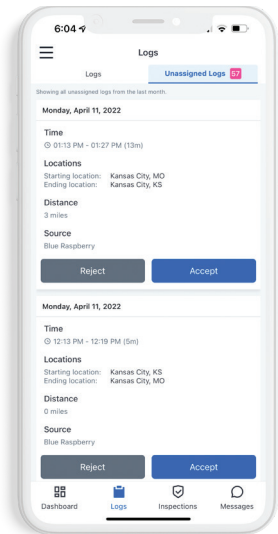 6:04
Logs
Logs
Unassigned Logs 57
Showing all unassigned logs from the last month.
Monday, April 11, 2022
Time
01:13 PM - 01:27 PM (13m)
Locations
Starting location: Kansas City, MO
Ending location: Kansas City, KS
Distance
3 miles
Source
Blue Raspberry
Reject
Accept
Monday, April 11, 2022
Time
12:13 PM - 12:19 PM (5m)
Locations
Starting location: Kansas City, KS
Ending location: Kansas City, MO
Distance
0 miles
Source
Blue Raspberry
Reject
Accept
Dashboard
Logs
Inspections
Messages